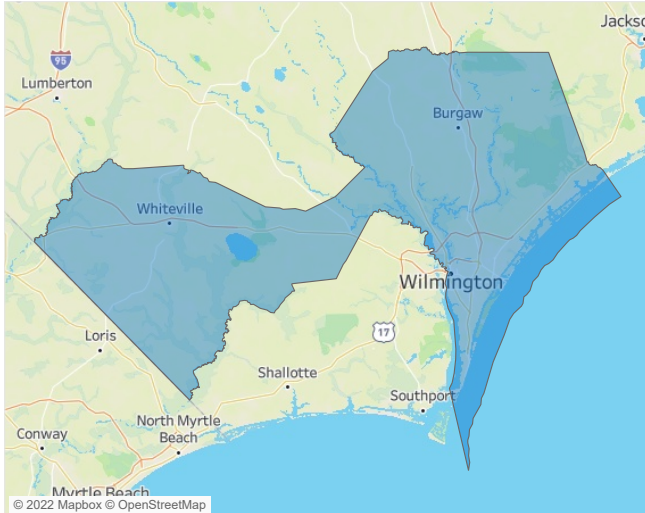 Jackso
95
Lumberton
Burgaw
Whiteville
Wilmington
17
Loris
Shallotte
Southport
North Myrtle
Beach
Conway
Myrtle Beach
© 2022 Mapbox © OpenStreetMap